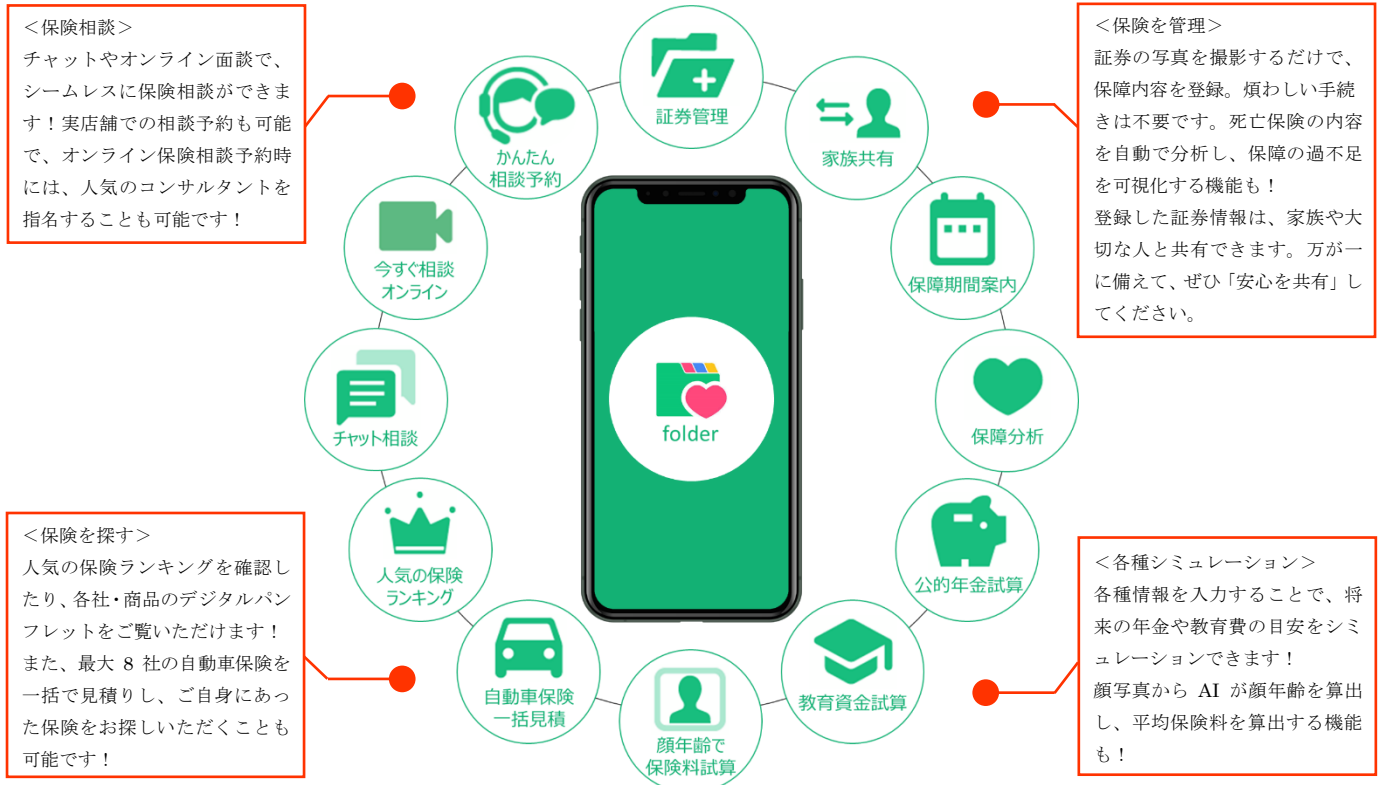 ＜保険相談＞
チャットやオンライン面談で、
シームレスに保険相談ができま
す！実店舗での相談予約も可能
で、オンライン保険相談予約時
には、人気のコンサルタントを
指名することも可能です！
証券管理
かんたん
相談予約
家族共有
今すぐ相談
オンライン
保障期間案内
チャット相談
folder
保障分析
人気の保険
ランキング
公的年金試算
自動車保険
一括見積
教育資金試算
顔年齢で
保険料試算
＜保険を管理＞
証券の写真を撮影するだけで、
保障内容を登録。煩わしい手続
きは不要です。死亡保険の内容
を自動で分析し、保障の過不足
を可視化する機能も！
登録した証券情報は、家族や大
切な人と共有できます。万が一
に備えて、ぜひ「安心を共有」し
てください。
＜保険を探す＞
人気の保険ランキングを確認し
たり、各社・商品のデジタルパン
フレットをご覧いただけます！
また、最大 8 社の自動車保険を
一括で見積りし、ご自身にあっ
た保険をお探しいただくことも
可能です！
＜各種シミュレーション＞
各種情報を入力することで、将
来の年金や教育費の目安をシミ
ュレーションできます！
顔写真から AI が顔年齢を算出
し、平均保険料を算出する機能
も！